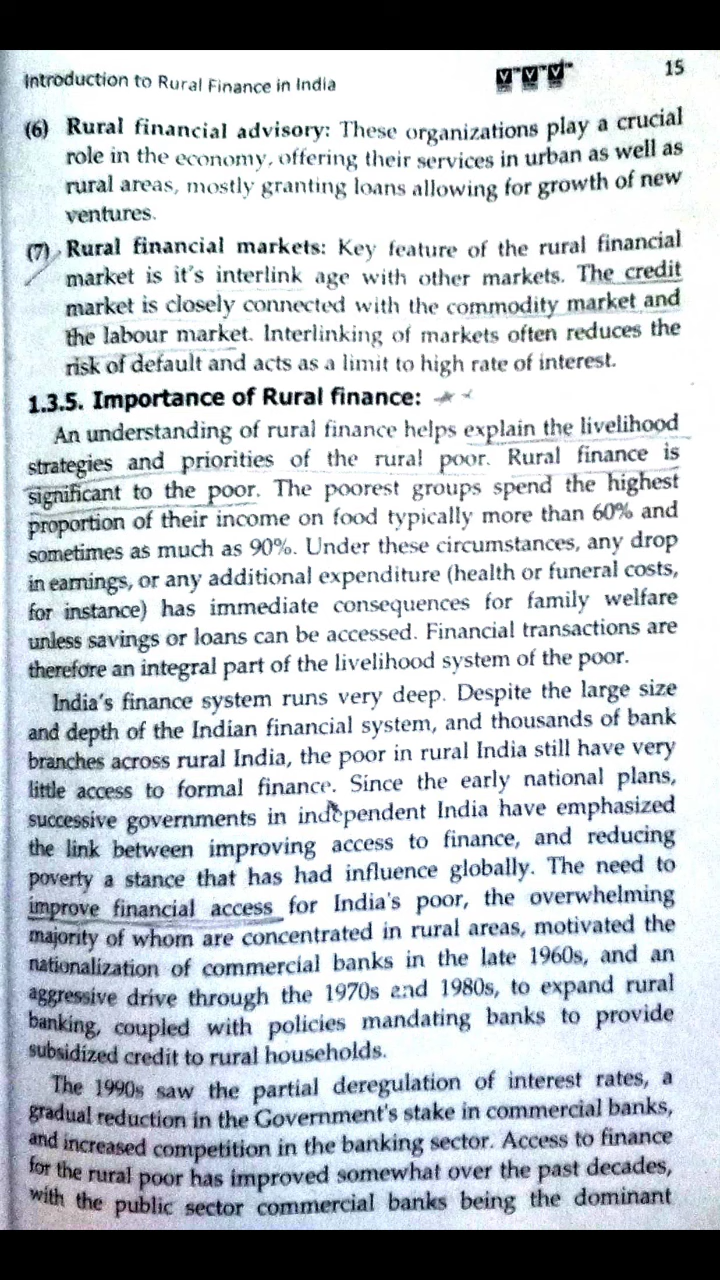 Introduction to Rural Finance in India
15
(6) Rural financial advisory: These organizations play a crucial
role in the economy, offering their services in urban as well as
rural areas, mostly granting loans allowing for growth of new
ventures.
(7) Rural financial markets: Key feature of the rural financial
market is it's interlink age with other markets. The credit
market is closely connected with the commodity market and
the labour market. Interlinking of markets often reduces the
risk of default and acts as a limit to high rate of interest.
1.3.5. Importance of Rural finance:
An understanding of rural finance helps explain the livelihood
strategies and priorities of the rural poor. Rural finance is
significant to the poor. The poorest groups spend the highest
proportion of their income on food typically more than 60% and
sometimes as much as 90%. Under these circumstances, any drop
in earnings, or any additional expenditure (health or funeral costs,
for instance) has immediate consequences for family welfare
unless savings or loans can be accessed. Financial transactions are
therefore an integral part of the livelihood system of the poor.
India's finance system runs very deep. Despite the large size
and depth of the Indian financial system, and thousands of bank
branches across rural India, the poor in rural India still have very
little access to formal finance. Since the early national plans,
successive governments in independent India have emphasized
the link between improving access to finance, and reducing
poverty a stance that has had influence globally. The need to
improve financial access for India's poor, the overwhelming
majority of whom are concentrated in rural areas, motivated the
nationalization of commercial banks in the late 1960s, and an
aggressive drive through the 1970s and 1980s, to expand rural
banking, coupled with policies mandating banks to provide
subsidized credit to rural households.
The 1990s saw the partial deregulation of interest rates, a
gradual reduction in the Government's stake in commercial banks,
and increased competition in the banking sector. Access to finance
for the rural poor has improved somewhat over the past decades,
with the public sector commercial banks being the dominant